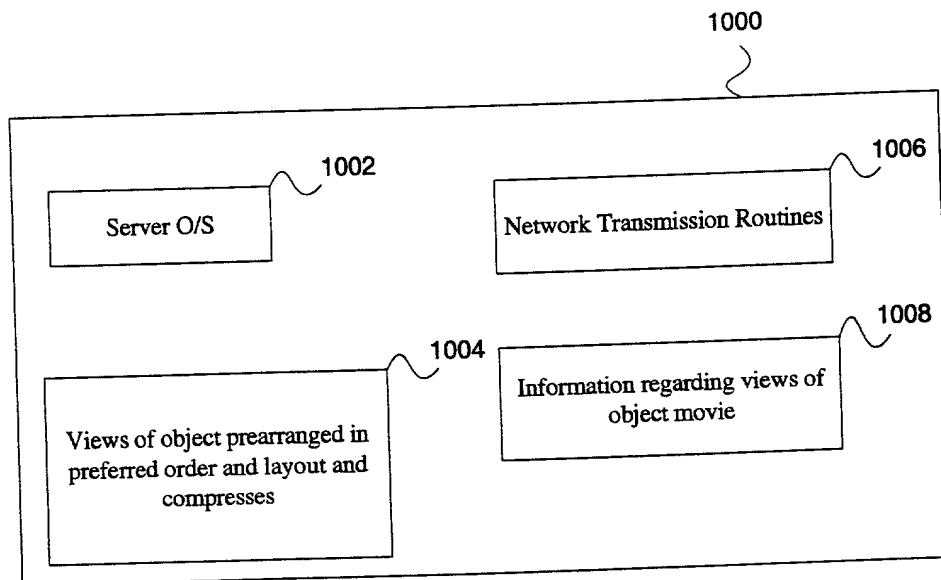 1000
1002
Server O/S
1006
Network Transmission Routines
1004
Views of object prearranged in
preferred order and layout and
compresses
1008
Information regarding views of
object movie